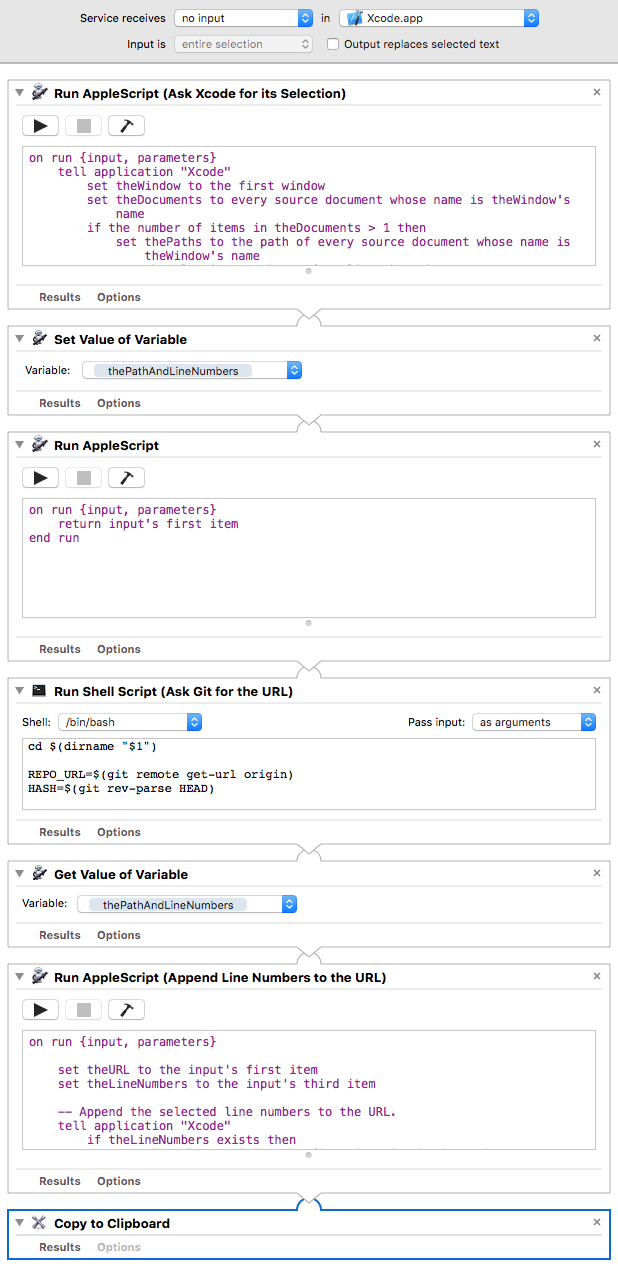 Service receives no input in Xcode.app
Input is entire selection Output replaces selected text
Run AppleScript (Ask Xcode for its Selection)
on run {input, parameters}
tell application "Xcode"
set theWindow to the first window
set theDocuments to every source document whose name is theWindow's
name
if the number of items in theDocuments > 1 then
set thePaths to the path of every source document whose name is
theWindow's name
Results Options
Set Value of Variable
Variable: thePathAndLineNumbers
Results Options
Run AppleScript
on run {input, parameters}
return input's first item
end run
Results Options
Run Shell Script (Ask Git for the URL)
Shell: /bin/bash Pass input: as arguments
cd $(dirname "$1")
REPO_URL=$(git remote get-url origin)
HASH=$(git rev-parse HEAD)
Results Options
Get Value of Variable
Variable: thePathAndLineNumbers
Results Options
Run AppleScript (Append Line Numbers to the URL)
on run {input, parameters}
set theURL to the input's first item
set theLineNumbers to the input's third item
-- Append the selected line numbers to the URL.
tell application "Xcode"
if theLineNumbers exists then
Results Options
Copy to Clipboard
Results Options